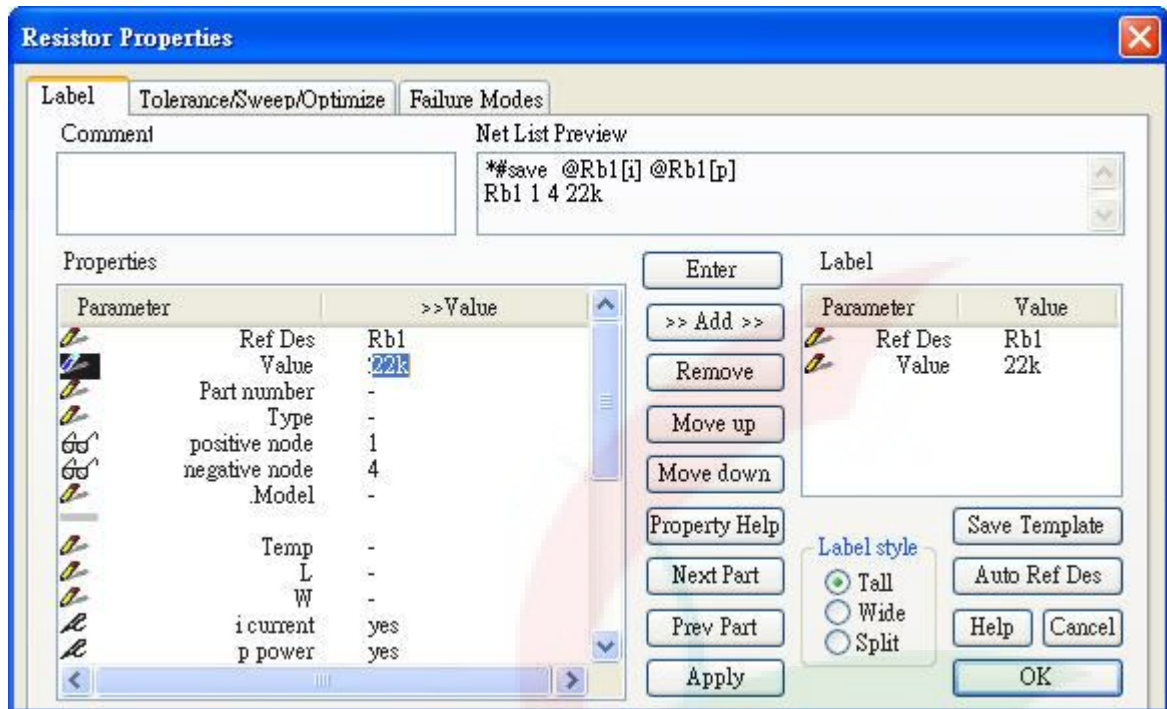 Resistor Properties
Label Tolerance/Sweep/Optimize Failure Modes
Comment
Net List Preview
*#save @Rb1[i] @Rb1[p]
Rb1 1 4 22k
Properties
Parameter >>Value
Ref Des Rb1
Value 22k
Part number -
Type -
positive node 1
negative node 4
.Model -
Temp -
L -
W -
i current yes
p power yes
Enter
>> Add >>
Remove
Move up
Move down
Property Help
Next Part
Prev Part
Apply
Label
Parameter Value
Ref Des Rb1
Value 22k
Label style
Tall
Wide
Split
Save Template
Auto Ref Des
Help Cancel
OK